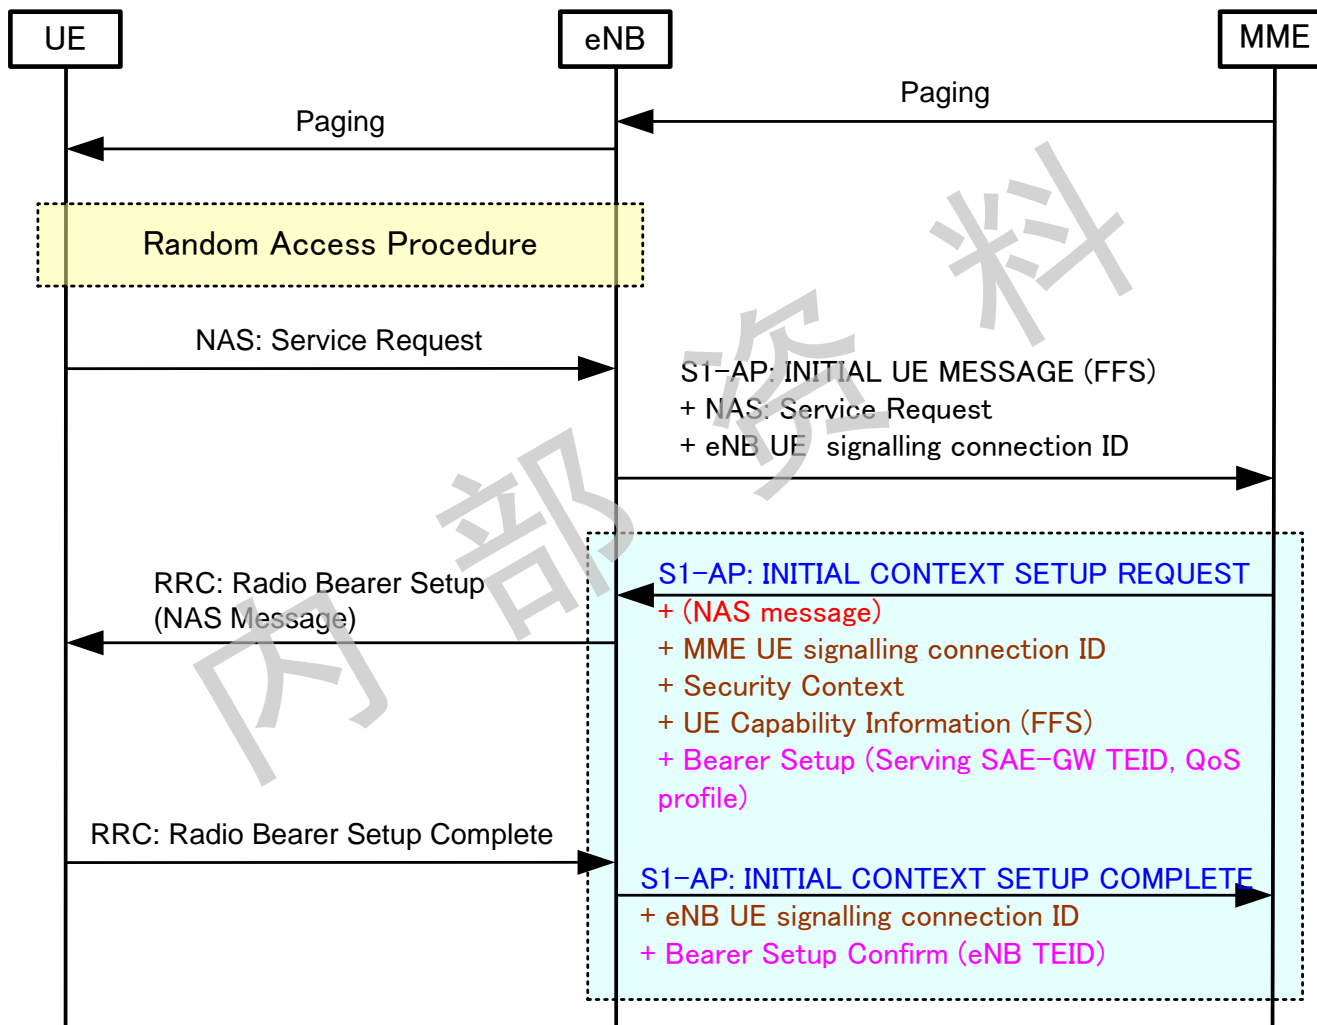 UE
eNB
MME
Paging
Paging
Random Access Procedure
NAS: Service Request
S1-AP: INITIAL UE MESSAGE (FFS)
+ NAS: Service Request
+ eNB UE signalling connection ID
RRC: Radio Bearer Setup
(NAS Message)
S1-AP: INITIAL CONTEXT SETUP REQUEST
+ (NAS message)
+ MME UE signalling connection ID
+ Security Context
+ UE Capability Information (FFS)
+ Bearer Setup (Serving SAE-GW TEID, QoS
profile)
RRC: Radio Bearer Setup Complete
S1-AP: INITIAL CONTEXT SETUP COMPLETE
+ eNB UE signalling connection ID
+ Bearer Setup Confirm (eNB TEID)
内部资料